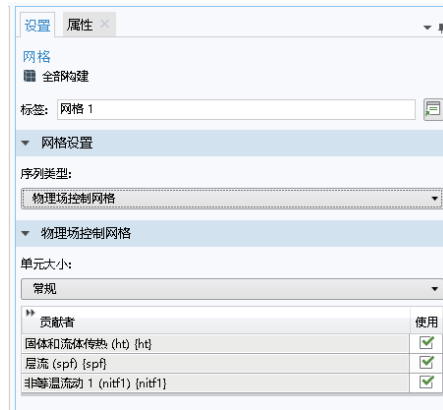 设置 属性
网格
全部构建
标签: 网格 1
网格设置
序列类型:
物理场控制网格
物理场控制网格
单元大小:
常规
贡献者 使用
固体和流体传热 (ht) {ht}
层流 (spf) {spf}
非等温流动 1 (nitf1) {nitf1}